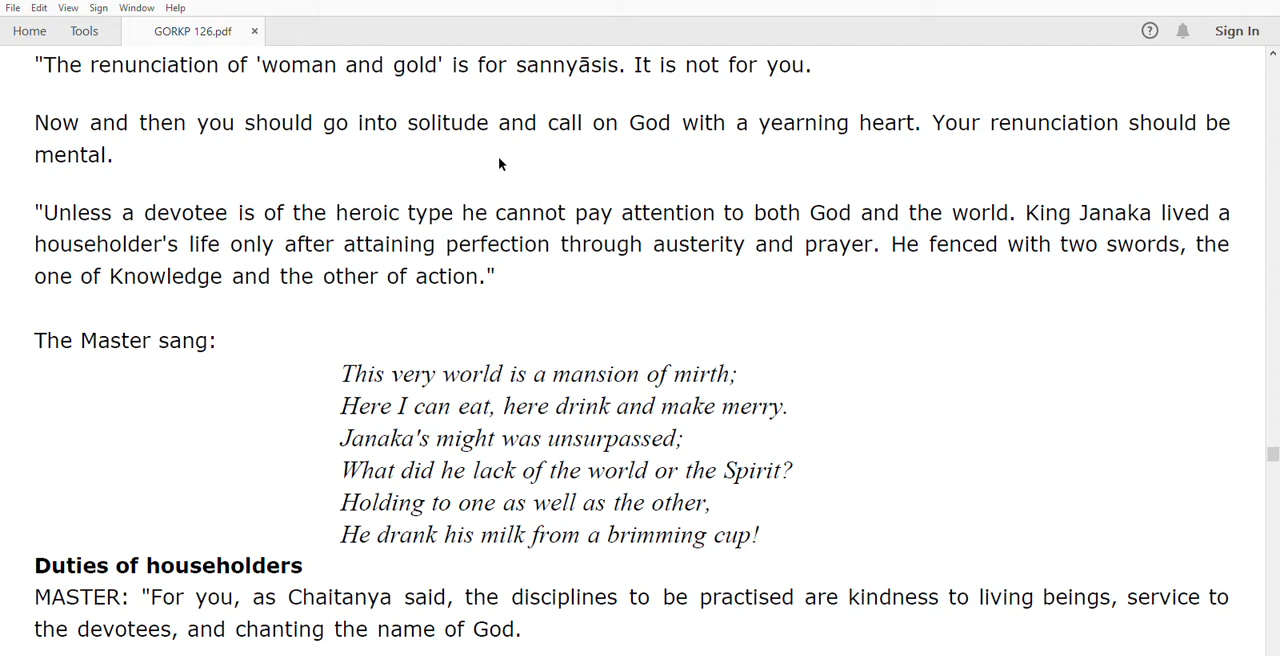 File Edit View Sign Window Help
Home Tools GORKP 126.pdf × ? Sign In
"The renunciation of 'woman and gold' is for sannyāsis. It is not for you.
Now and then you should go into solitude and call on God with a yearning heart. Your renunciation should be
mental.
"Unless a devotee is of the heroic type he cannot pay attention to both God and the world. King Janaka lived a
householder's life only after attaining perfection through austerity and prayer. He fenced with two swords, the
one of Knowledge and the other of action."
The Master sang:
This very world is a mansion of mirth;
Here I can eat, here drink and make merry.
Janaka's might was unsurpassed;
What did he lack of the world or the Spirit?
Holding to one as well as the other,
He drank his milk from a brimming cup!
Duties of householders
MASTER: "For you, as Chaitanya said, the disciplines to be practised are kindness to living beings, service to
the devotees, and chanting the name of God.